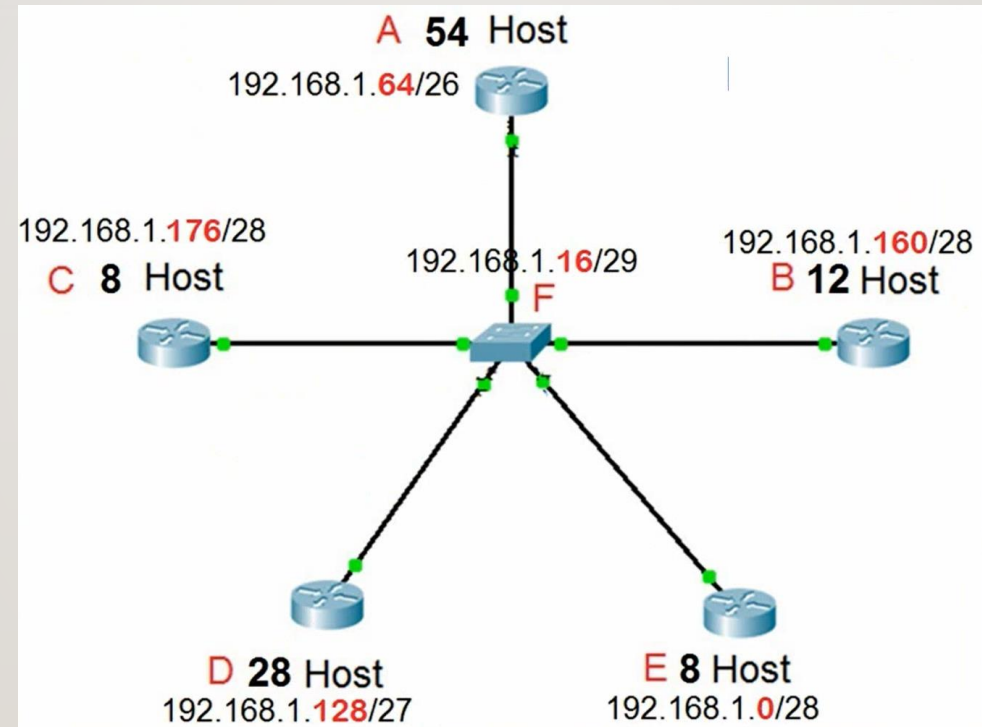 A 54 Host
192.168.1.64/26
192.168.1.176/28
C 8 Host
192.168.1.16/29
F
192.168.1.160/28
B 12 Host
D 28 Host
192.168.1.128/27
E 8 Host
192.168.1.0/28